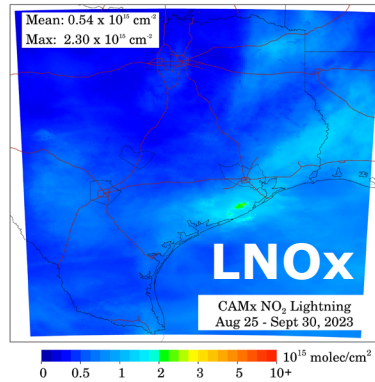 Mean: 0.54 x 10¹⁵ cm⁻²
Max: 2.30 x 10¹⁵ cm⁻²
LNOx
CAMx NO₂ Lightning
Aug 25 - Sept 30, 2023
10¹⁵ molec/cm²
0 0.5 1 2 3 5 10+